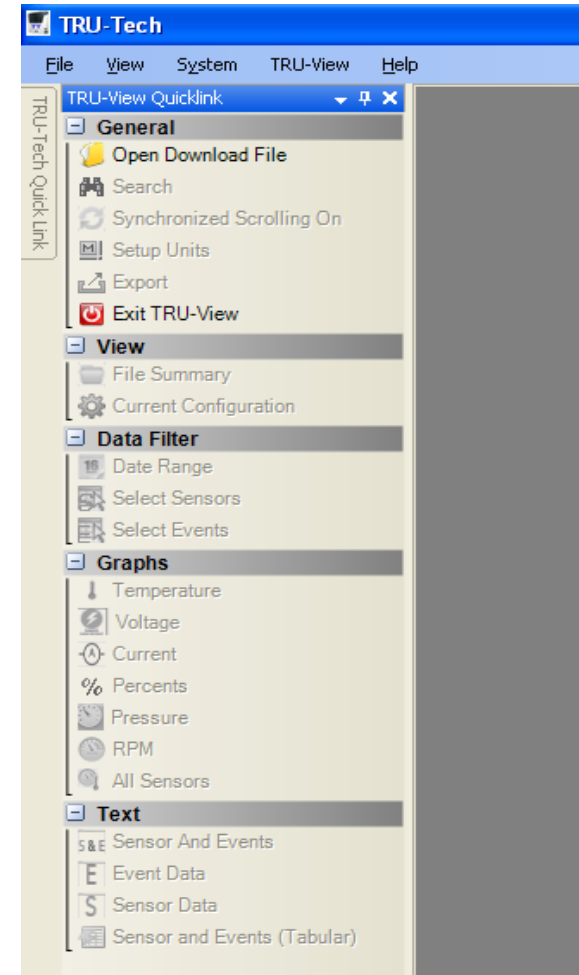 TRU-Tech
File View System TRU-View Help
TRU-Tech Quick Link
TRU-View Quicklink
General
Open Download File
Search
Synchronized Scrolling On
M Setup Units
Export
Exit TRU-View
View
File Summary
Current Configuration
Data Filter
16 Date Range
Select Sensors
Select Events
Graphs
Temperature
Voltage
A Current
% Percents
Pressure
RPM
All Sensors
Text
S&E Sensor And Events
E Event Data
S Sensor Data
Sensor and Events (Tabular)